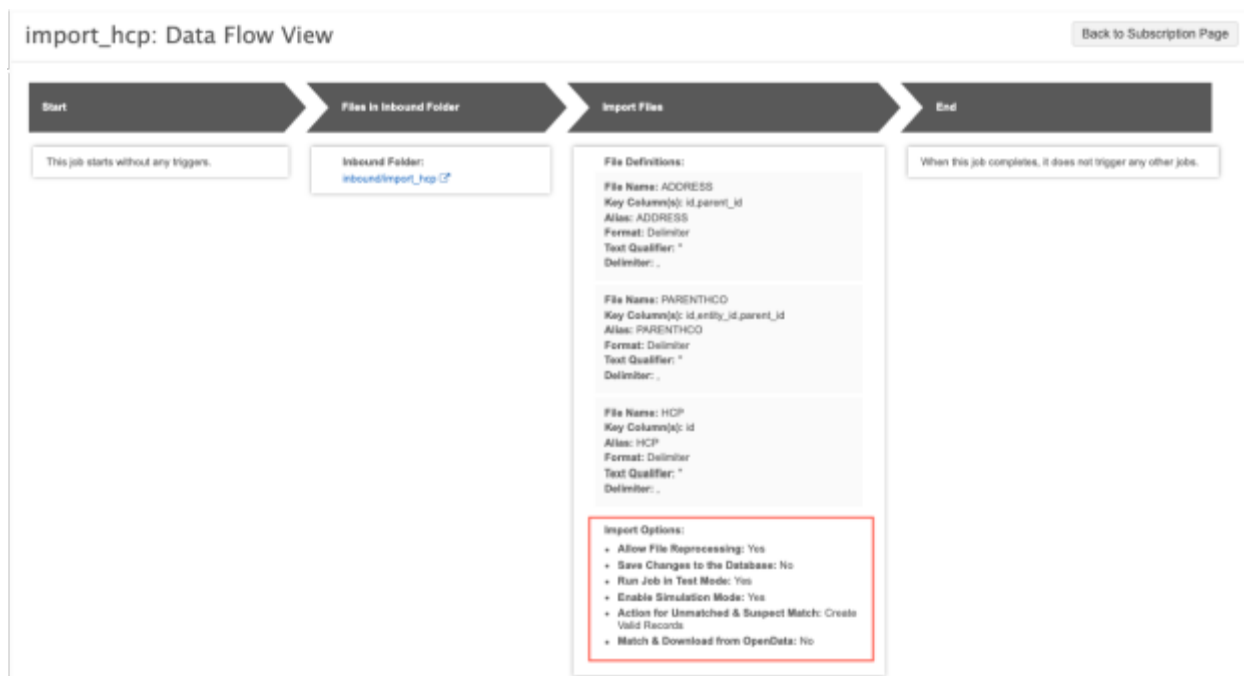 import_hcp: Data Flow View
Back to Subscription Page
Start
Files in Inbound Folder
Import Files
End
This job starts without any triggers.
Inbound Folder:
inbound/import_hcp
File Definitions:
File Name: ADDRESS
Key Column(s): id,parent_id
Alias: ADDRESS
Format: Delimiter
Text Qualifier: "
Delimiter: ,
File Name: PARENTHCO
Key Column(s): id,entity_id,parent_id
Alias: PARENTHCO
Format: Delimiter
Text Qualifier: "
Delimiter: ,
File Name: HCP
Key Column(s): id
Alias: HCP
Format: Delimiter
Text Qualifier: "
Delimiter: ,
Import Options:
• Allow File Reprocessing: Yes
• Save Changes to the Database: No
• Run Job in Test Mode: Yes
• Enable Simulation Mode: Yes
• Action for Unmatched & Suspect Match: Create
Valid Records
• Match & Download from OpenData: No
When this job completes, it does not trigger any other jobs.